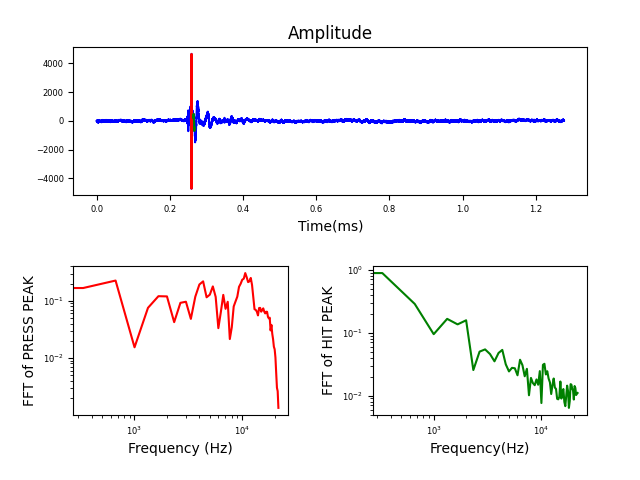 Amplitude
4000
2000
0
−2000
−4000
0.0 0.2 0.4 0.6 0.8 1.0 1.2
Time(ms)
FFT of PRESS PEAK
10⁻¹
10⁻²
10³ 10⁴
Frequency (Hz)
FFT of HIT PEAK
10⁰
10⁻¹
10⁻²
10³ 10⁴
Frequency(Hz)